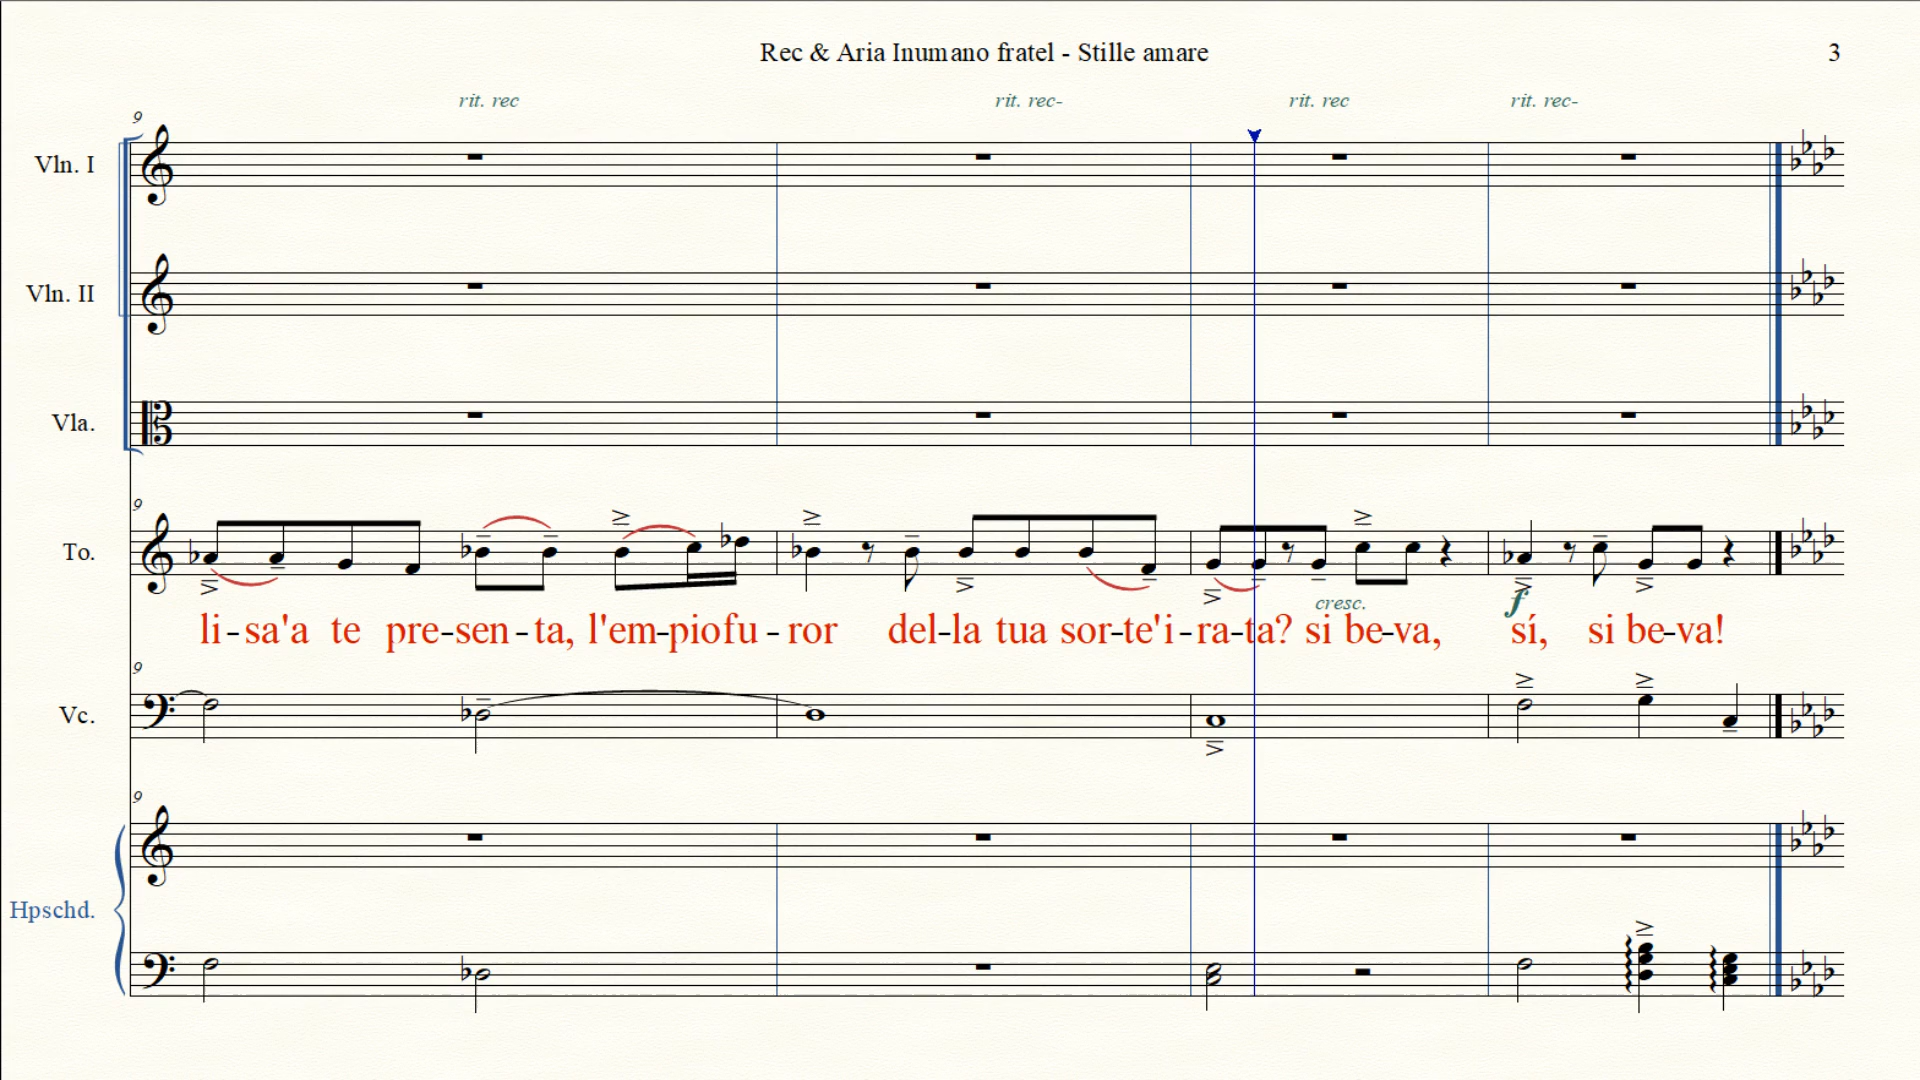 Rec & Aria Inumano fratel - Stille amare
3
rit. rec rit. rec- rit. rec rit. rec-
9
Vln. I
Vln. II
Vla.
9
To.
cresc. f
li-sa'a te pre-sen-ta, l'em-piofu-ror del-la tua sor-te'i-ra-ta? si be-va, sí, si be-va!
9
Vc.
9
Hpschd.